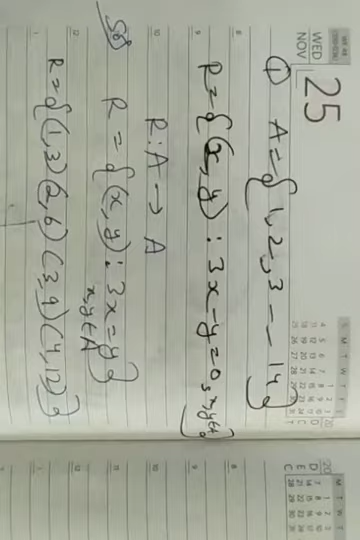 WED
NOV
25
① A = {1, 2, 3 -- 14}
R = {(x, y) : 3x - y = 0, x, y ∈ A}
R : A → A
Sol
R = {(x, y) : 3x = y}
x, y ∈ A
R = {(1, 3) (2, 6) (3, 9) (4, 12)}